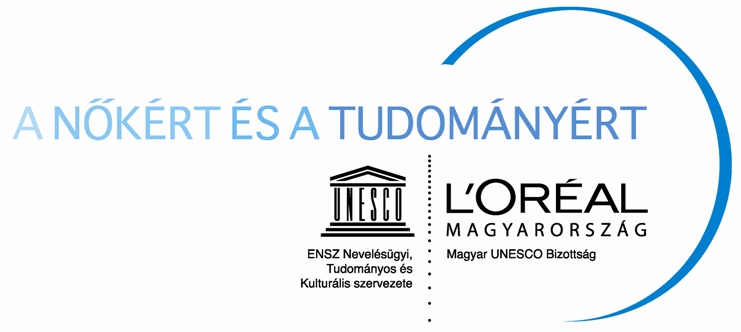 A NŐKÉRT ÉS A TUDOMÁNYÉRT
UNESCO
ENSZ Nevelésügyi,
Tudományos és
Kulturális szervezete
L'ORÉAL
MAGYARORSZÁG
Magyar UNESCO Bizottság